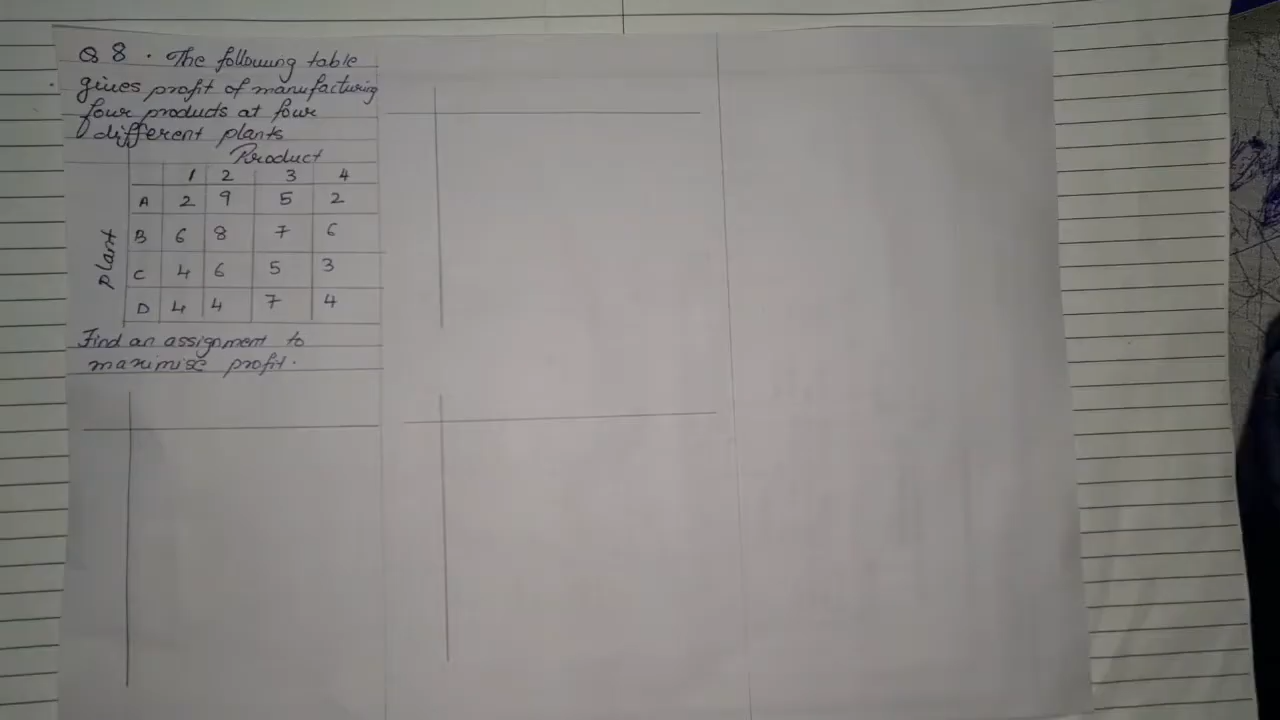 Q 8. The following table
gives profit of manufacturing
four products at four
different plants
Product
1 2 3 4
A 2 9 5 2
B 6 8 7 6
C 4 6 5 3
D 4 4 7 4
plant
Find an assignment to
maximise profit.